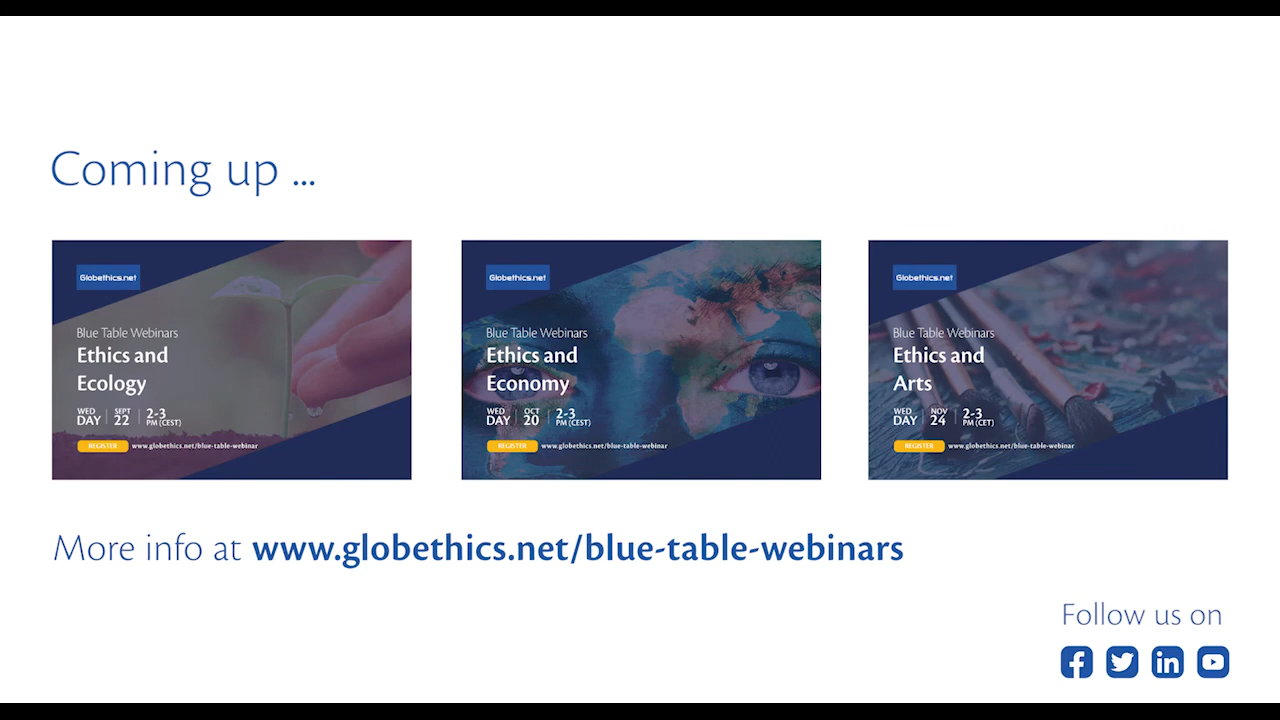 Coming up ...
Globethics.net
Blue Table Webinars
Ethics and
Ecology
WED DAY SEPT 22 2-3 PM (CEST)
REGISTER www.globethics.net/blue-table-webinar
Globethics.net
Blue Table Webinars
Ethics and
Economy
WED DAY OCT 20 2-3 PM (CEST)
REGISTER www.globethics.net/blue-table-webinar
Globethics.net
Blue Table Webinars
Ethics and
Arts
WED DAY NOV 24 2-3 PM (CET)
REGISTER www.globethics.net/blue-table-webinar
More info at www.globethics.net/blue-table-webinars
Follow us on